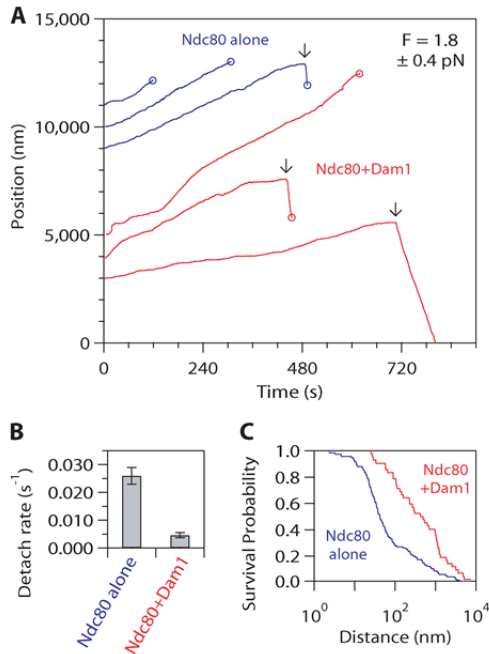 A
15,000
10,000
5,000
0
Position (nm)
Ndc80 alone
F = 1.8
± 0.4 pN
Ndc80+Dam1
0
240
480
720
Time (s)
B
0.030
0.020
0.010
0.000
Detach rate (s⁻¹)
Ndc80 alone
Ndc80+Dam1
C
1.0
0.8
0.6
0.4
0.2
0.0
Survival Probability
Ndc80
+Dam1
Ndc80
alone
10⁰
10²
10⁴
Distance (nm)